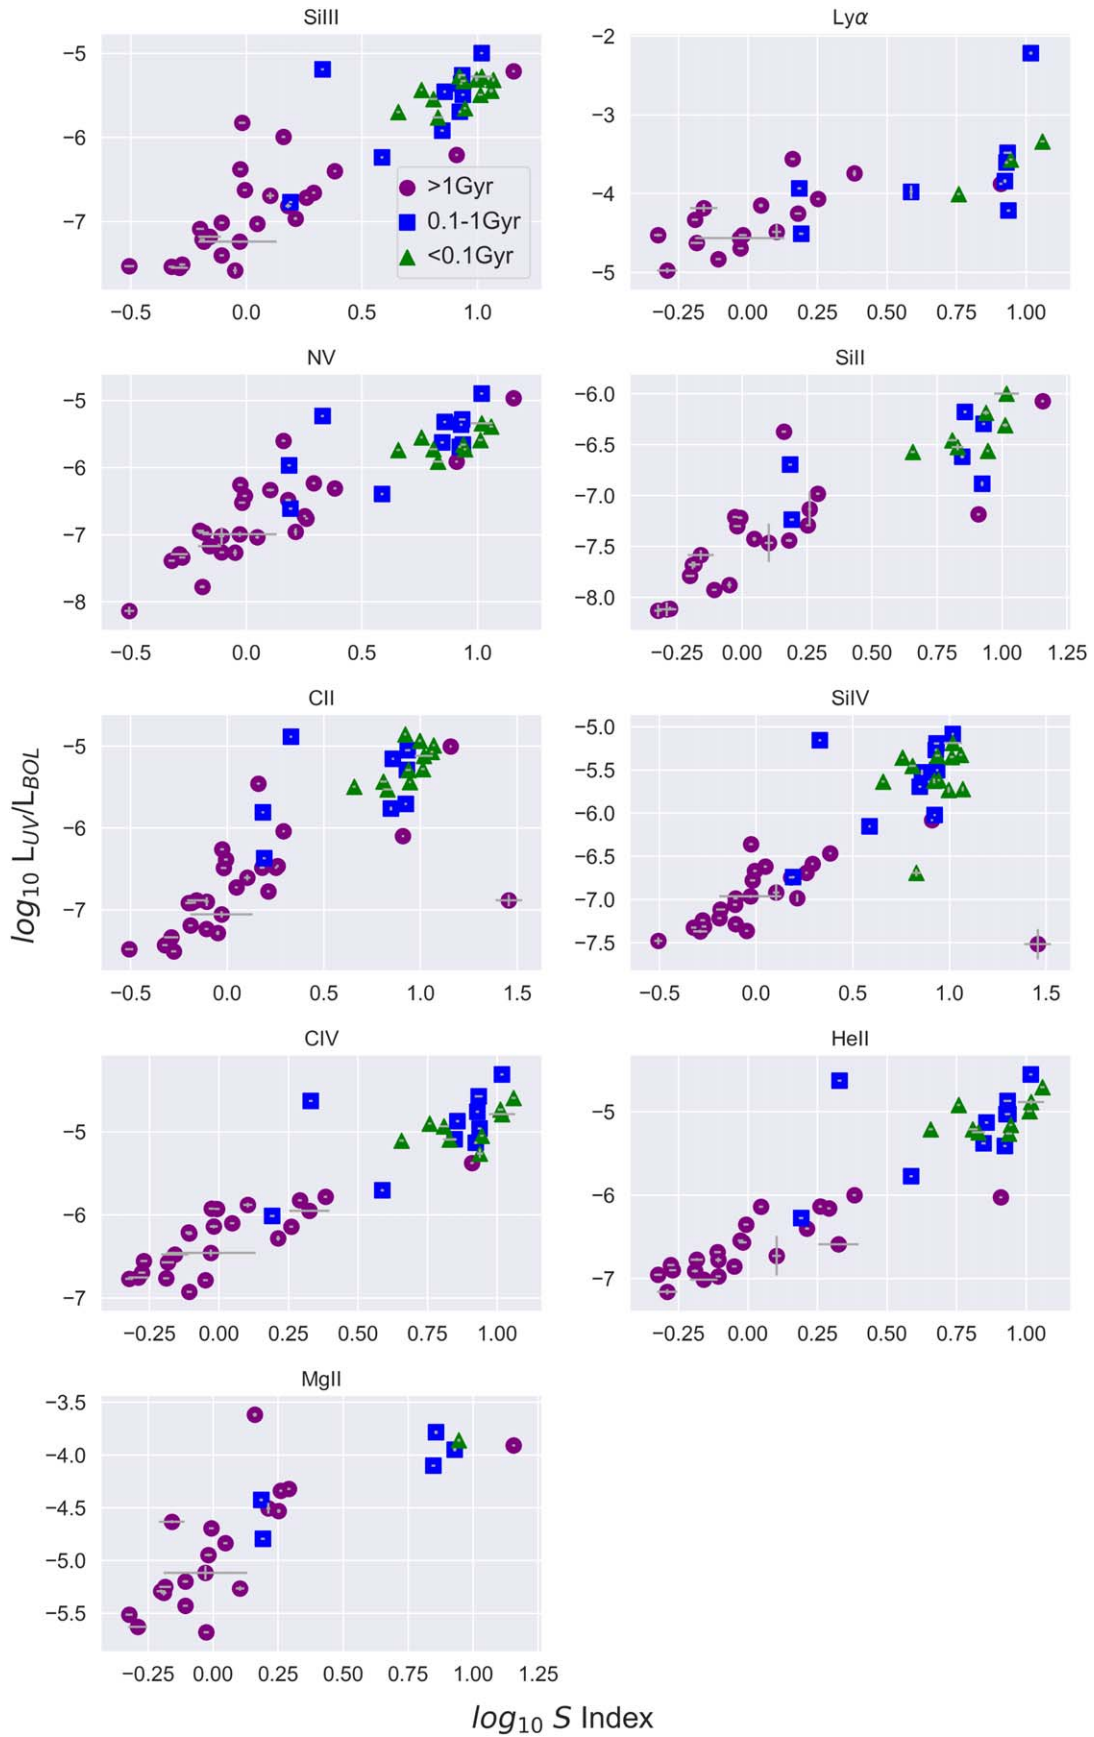 SiIII
Lyα
−5
−6
−7
−0.5 0.0 0.5 1.0
>1Gyr
0.1-1Gyr
<0.1Gyr
−2
−3
−4
−5
−0.25 0.00 0.25 0.50 0.75 1.00
NV
SiII
−5
−6
−7
−8
−0.5 0.0 0.5 1.0
−6.0
−6.5
−7.0
−7.5
−8.0
−0.25 0.00 0.25 0.50 0.75 1.00 1.25
CII
SiIV
−5
−6
−7
−0.5 0.0 0.5 1.0 1.5
−5.0
−5.5
−6.0
−6.5
−7.0
−7.5
−0.5 0.0 0.5 1.0 1.5
log₁₀ L_UV/L_BOL
CIV
HeII
−5
−6
−7
−0.25 0.00 0.25 0.50 0.75 1.00
−5
−6
−7
−0.25 0.00 0.25 0.50 0.75 1.00
MgII
−3.5
−4.0
−4.5
−5.0
−5.5
−0.25 0.00 0.25 0.50 0.75 1.00 1.25
log₁₀ S Index